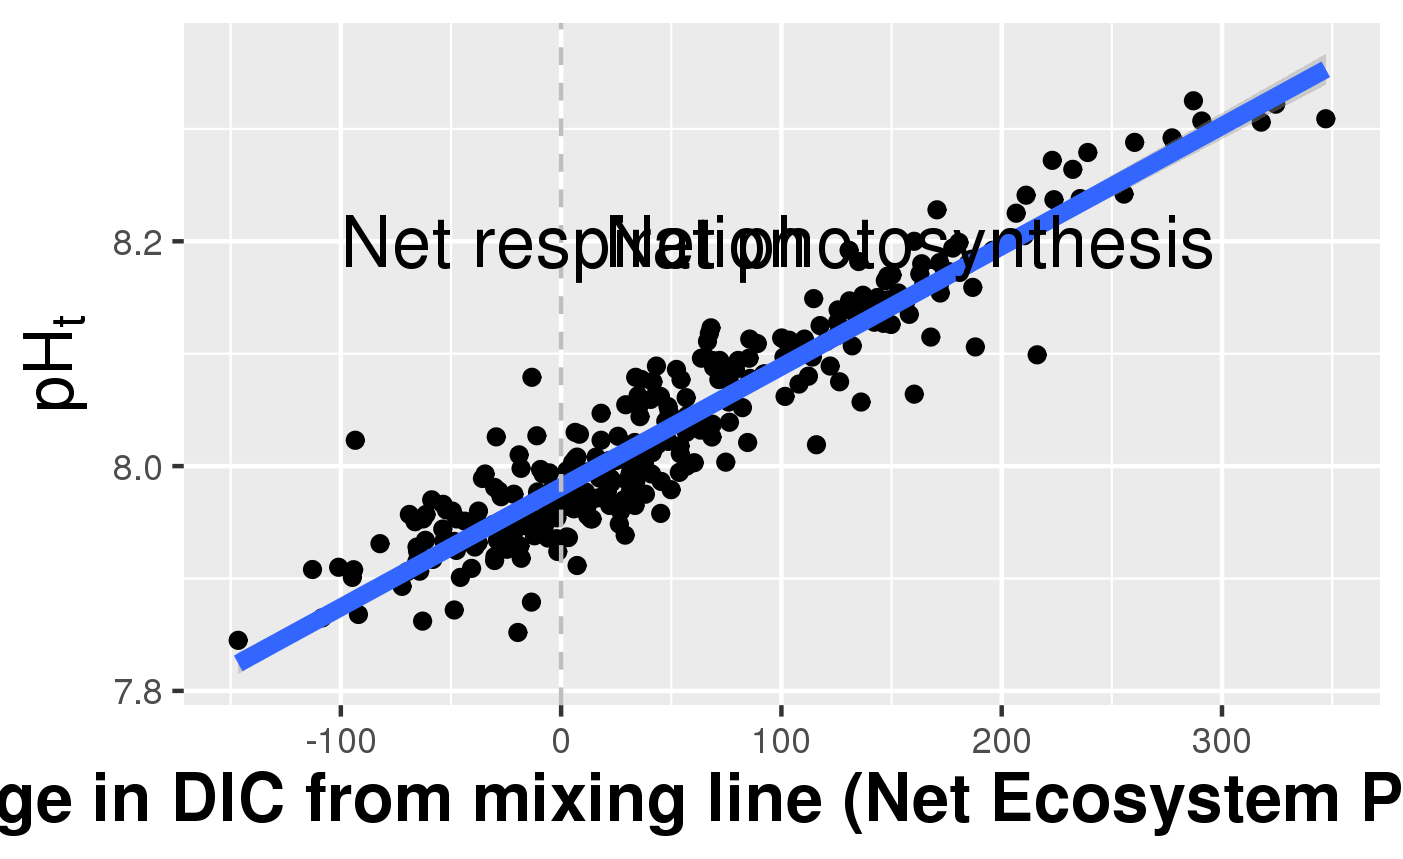 Net respiration
Net photosynthesis
pHt
8.2
8.0
7.8
-100 0 100 200 300
ge in DIC from mixing line (Net Ecosystem P